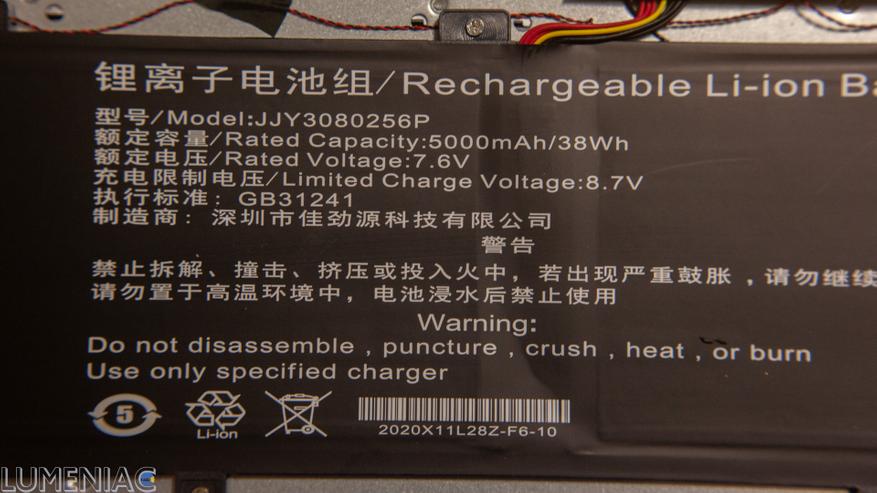 锂离子电池组/Rechargeable Li-ion Ba
型号/Model:JJY3080256P
额定容量/Rated Capacity:5000mAh/38Wh
额定电压/Rated Voltage:7.6V
充电限制电压/Limited Charge Voltage:8.7V
执行标准：GB31241
制造商：深圳市佳劲源科技有限公司
警告
禁止拆解、撞击、挤压或投入火中，若出现严重鼓胀，请勿继续
请勿置于高温环境中，电池浸水后禁止使用
Warning:
Do not disassemble , puncture , crush , heat , or burn
Use only specified charger
5
Li-ion
2020X11L28Z-F6-10
LUMENIAC